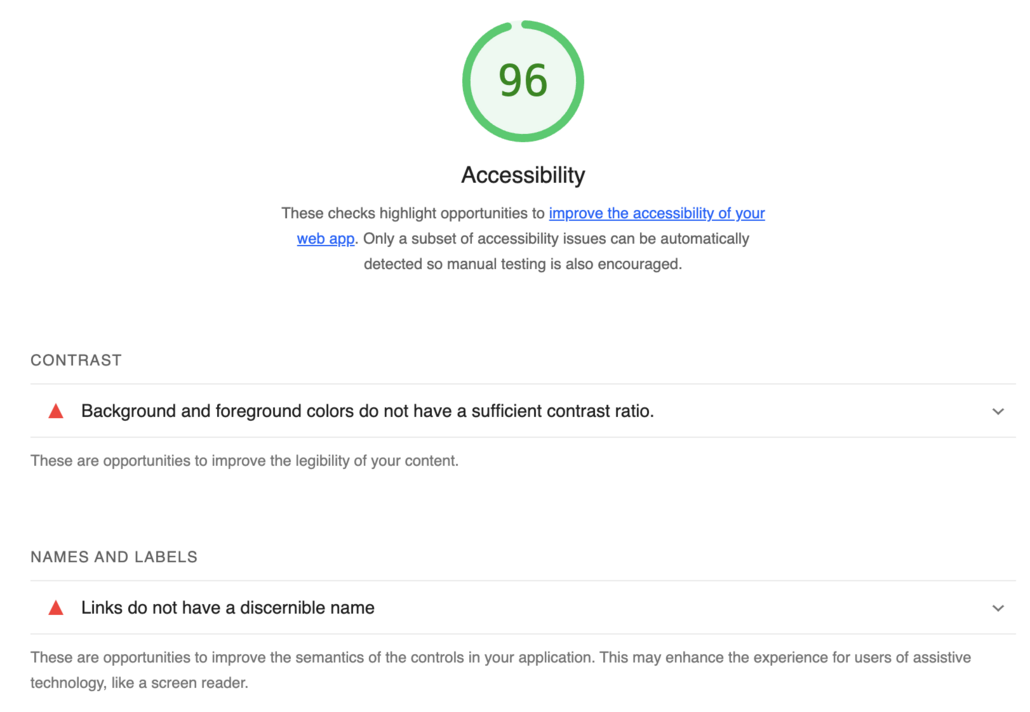 96
Accessibility
These checks highlight opportunities to improve the accessibility of your
web app. Only a subset of accessibility issues can be automatically
detected so manual testing is also encouraged.
CONTRAST
Background and foreground colors do not have a sufficient contrast ratio.
These are opportunities to improve the legibility of your content.
NAMES AND LABELS
Links do not have a discernible name
These are opportunities to improve the semantics of the controls in your application. This may enhance the experience for users of assistive
technology, like a screen reader.